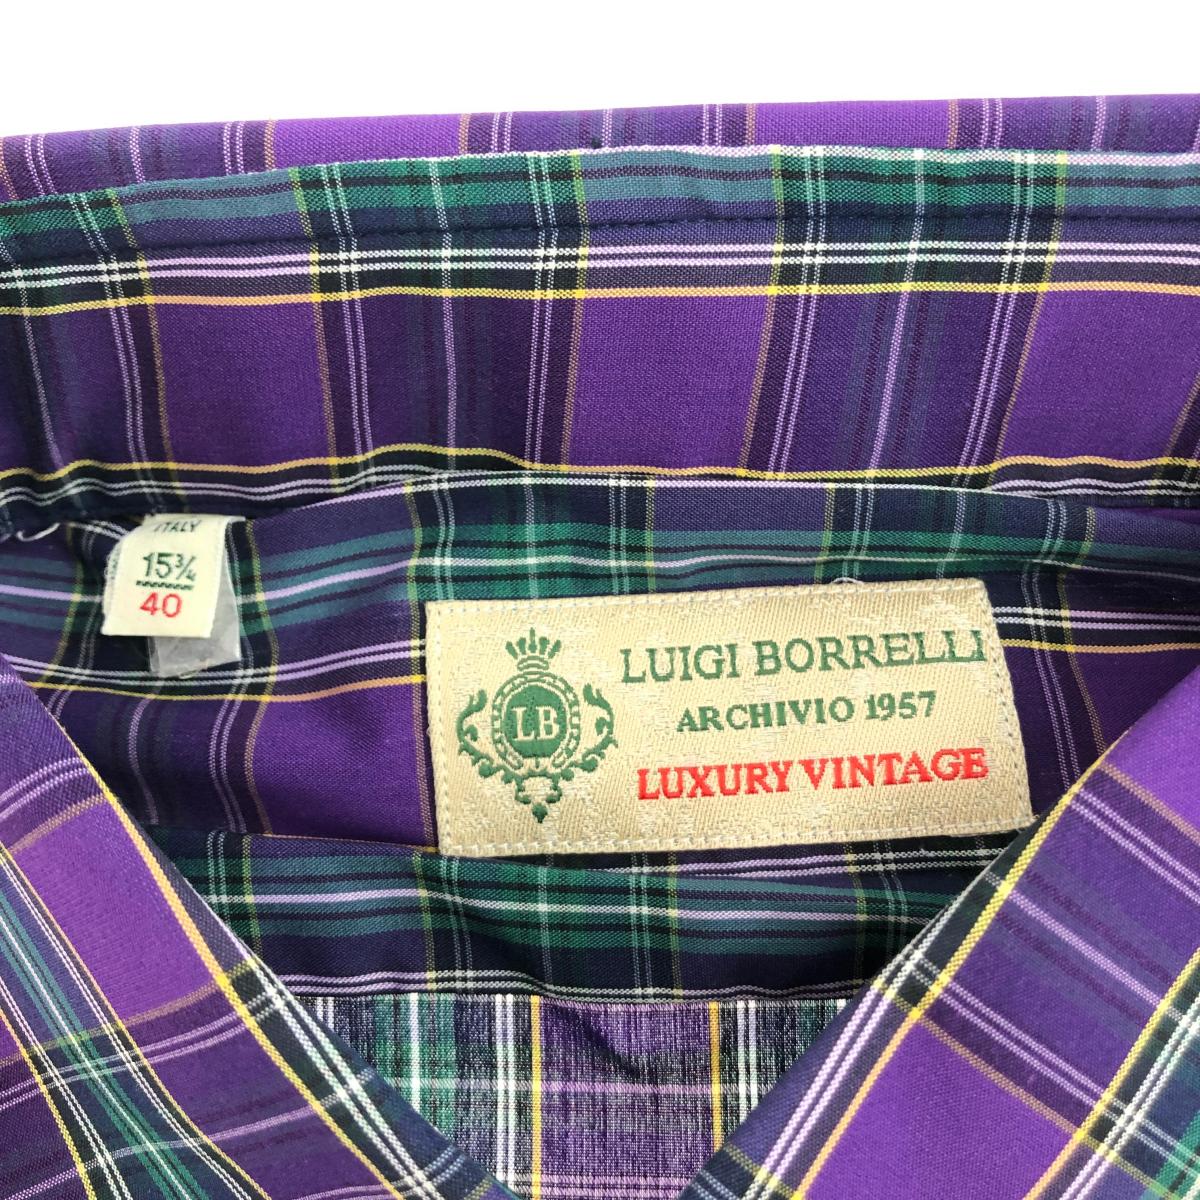 ITALY
15¾
40
LB
LUIGI BORRELLI
ARCHIVIO 1957
LUXURY VINTAGE